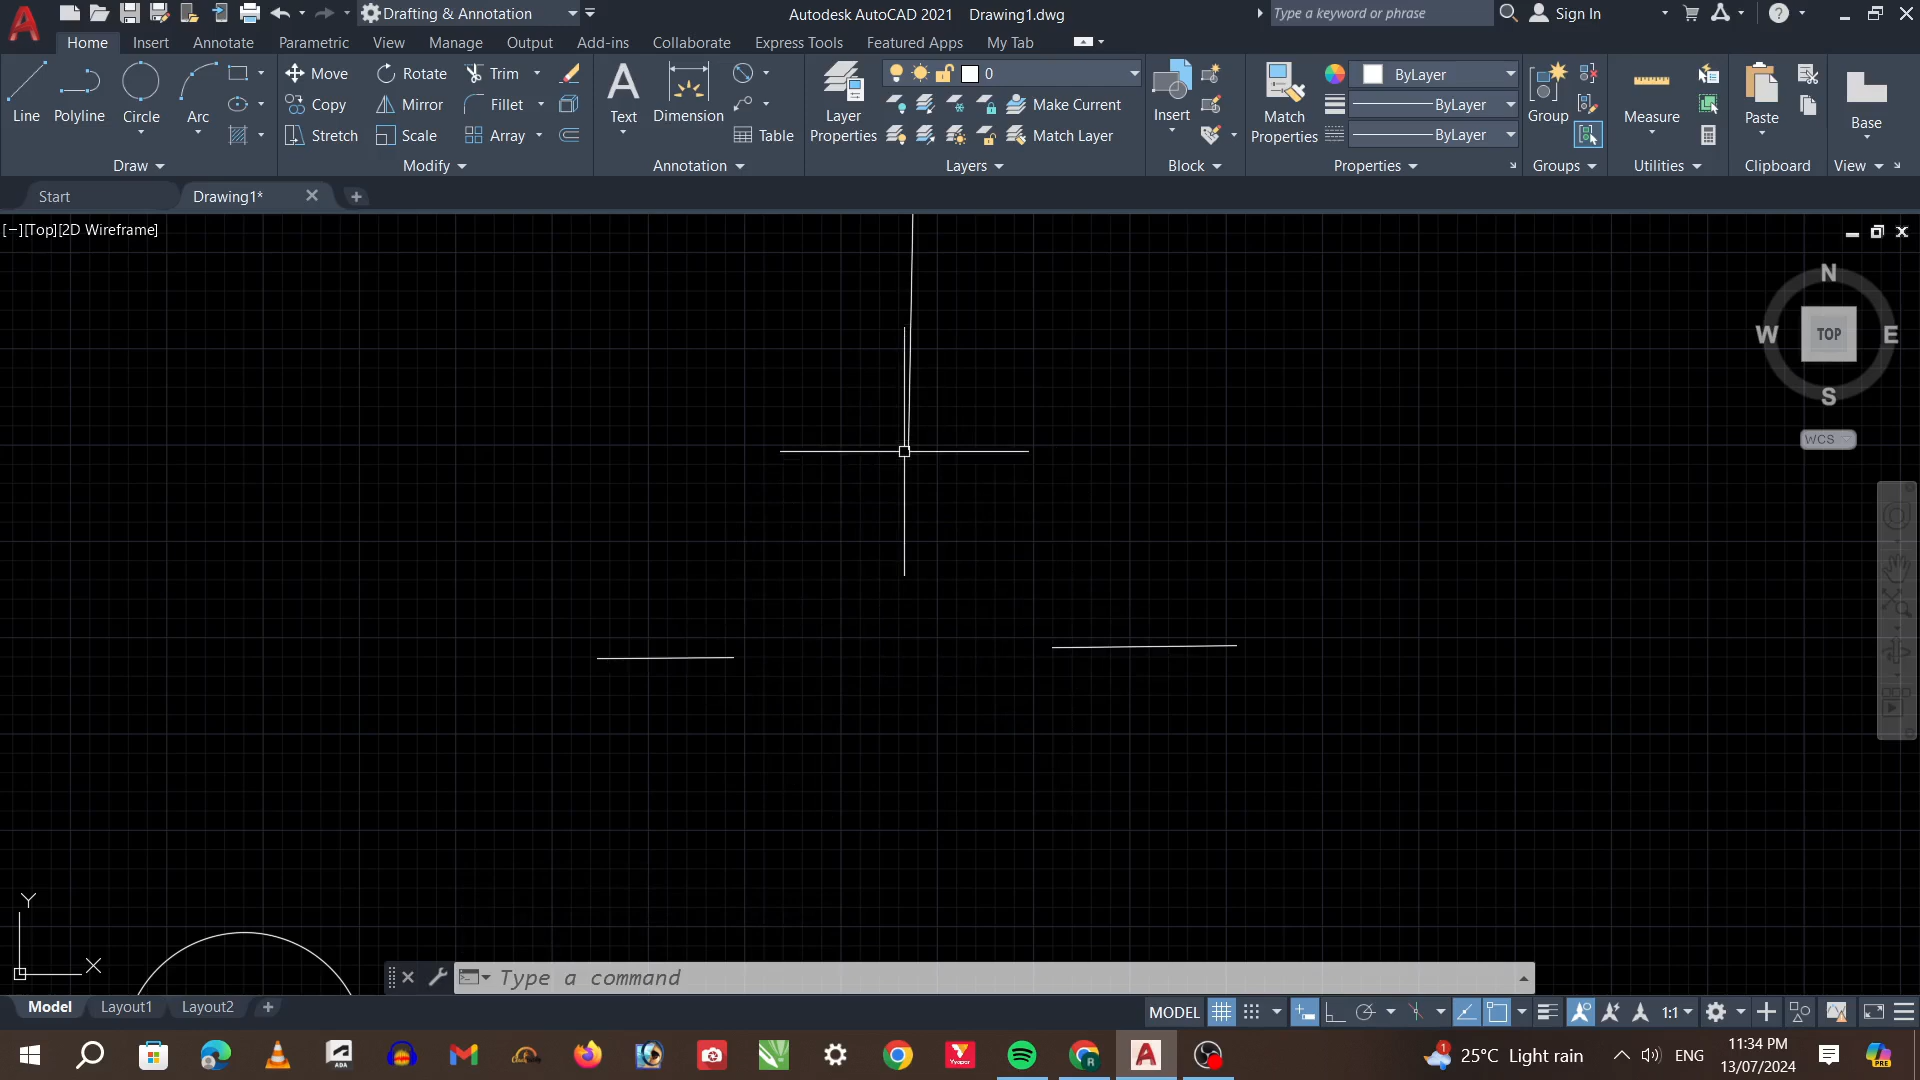 Drafting & Annotation
Autodesk AutoCAD 2021 Drawing1.dwg
Type a keyword or phrase
Sign In
Home Insert Annotate Parametric View Manage Output Add-ins Collaborate Express Tools Featured Apps My Tab
Line Polyline Circle Arc
Move Rotate Trim
Copy Mirror Fillet
Stretch Scale Array
Text Dimension Table
Layer Properties
0
Make Current
Match Layer
Insert
Match Properties
ByLayer
ByLayer
ByLayer
Group
Measure
Paste
Base
Draw Modify Annotation Layers Block Properties Groups Utilities Clipboard View
Start Drawing1*
[−][Top][2D Wireframe]
N
W TOP E
S
WCS
Y
X
Type a command
Model Layout1 Layout2
MODEL 1:1
25°C Light rain
ENG
11:34 PM
13/07/2024